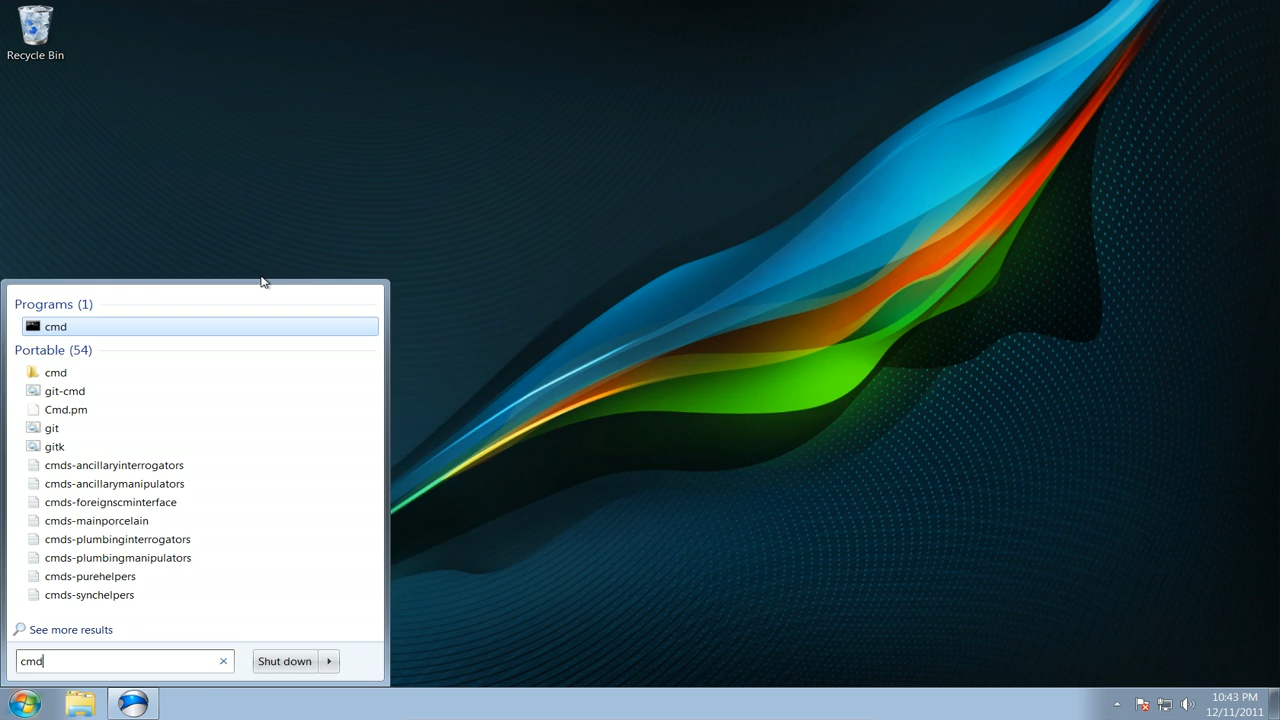 Recycle Bin
Programs (1)
cmd
Portable (54)
cmd
git-cmd
Cmd.pm
git
gitk
cmds-ancillaryinterrogators
cmds-ancillarymanipulators
cmds-foreignscminterface
cmds-mainporcelain
cmds-plumbinginterrogators
cmds-plumbingmanipulators
cmds-purehelpers
cmds-synchelpers
See more results
cmd
Shut down
10:43 PM
12/11/2011